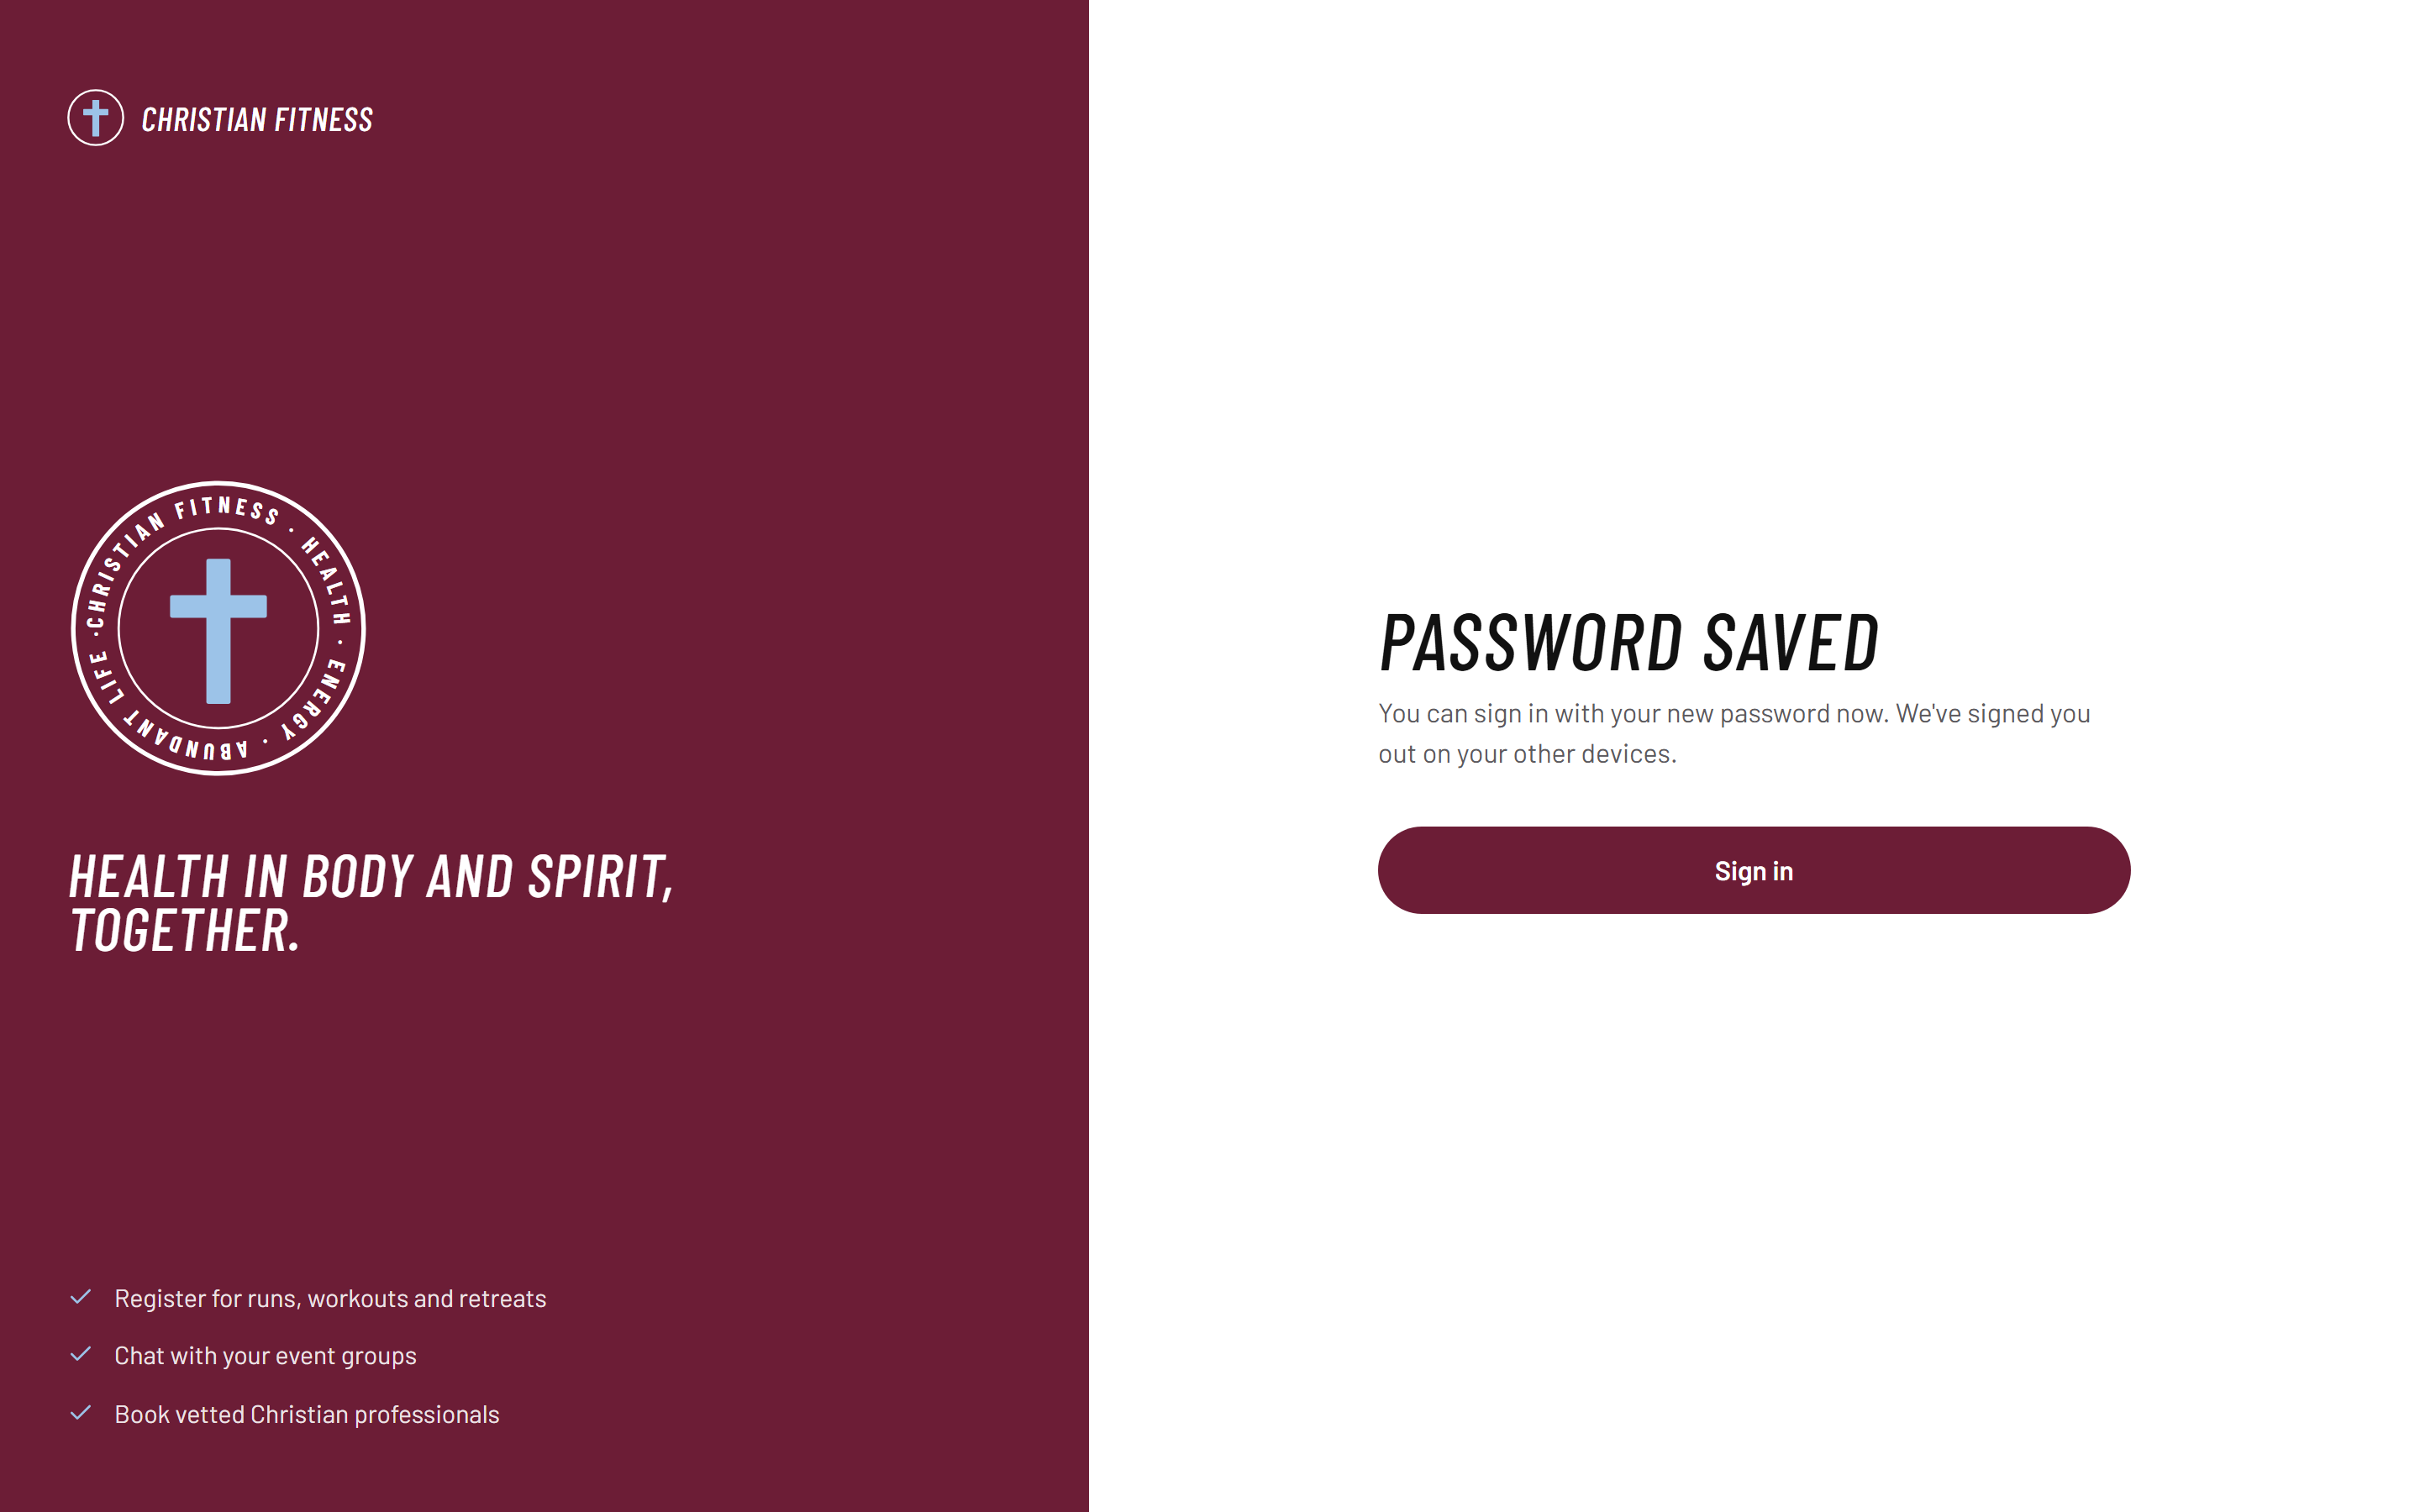 CHRISTIAN FITNESS
CHRISTIAN FITNESS · HEALTH · ENERGY · ABUNDANT LIFE ·
HEALTH IN BODY AND SPIRIT,
TOGETHER.
Register for runs, workouts and retreats
Chat with your event groups
Book vetted Christian professionals
PASSWORD SAVED
You can sign in with your new password now. We've signed you
out on your other devices.
Sign in